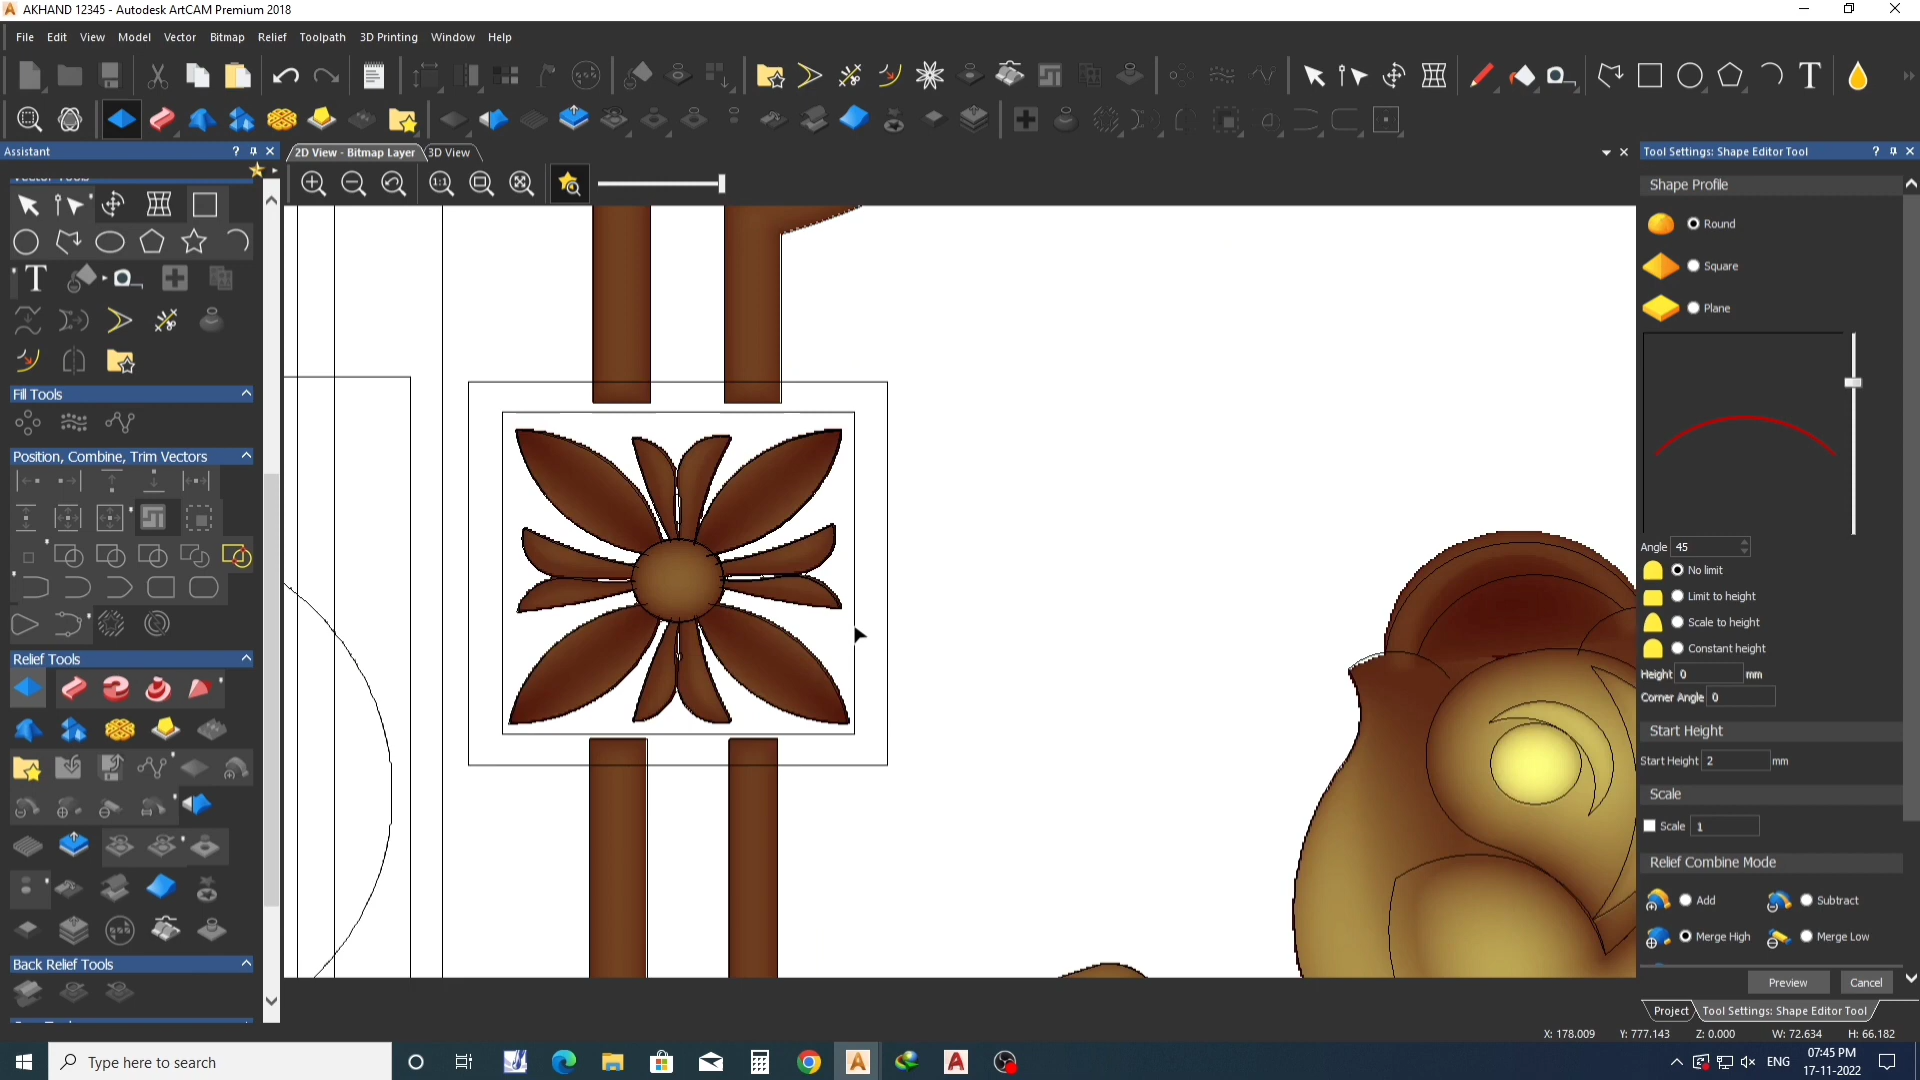 AKHAND 12345 - Autodesk ArtCAM Premium 2018
File Edit View Model Vector Bitmap Relief Toolpath 3D Printing Window Help
Assistant
2D View - Bitmap Layer
3D View
Tool Settings: Shape Editor Tool
Shape Profile
1:1
Round
Square
Plane
Fill Tools
Position, Combine, Trim Vectors
Angle 45
No limit
Limit to height
Scale to height
Constant height
Relief Tools
Height 0 mm
Corner Angle 0
Start Height
Start Height 2 mm
Scale
Scale 1
Relief Combine Mode
Add
Subtract
Merge High
Merge Low
Back Relief Tools
Preview
Cancel
Project
Tool Settings: Shape Editor Tool
X: 178.009 Y: 777.143 Z: 0.000 W: 72.634 H: 66.182
Type here to search
ENG
07:45 PM
17-11-2022